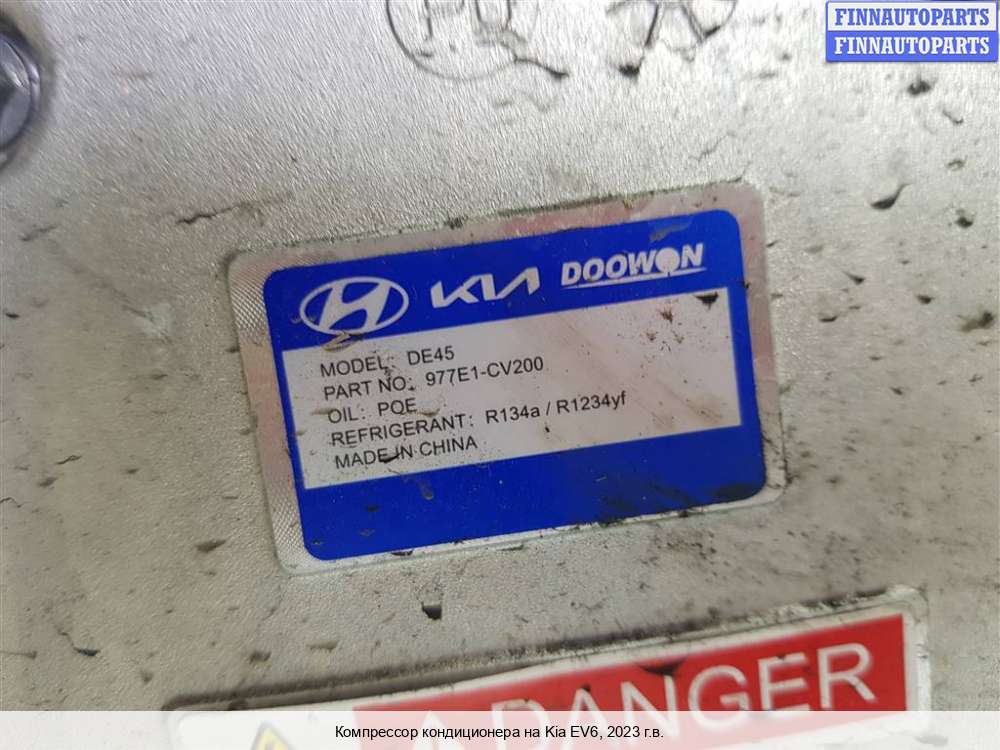 FINNAUTOPARTS
FINNAUTOPARTS
KIA DOOWON
MODEL: DE45
PART NO.: 977E1-CV200
OIL: POE
REFRIGERANT: R134a / R1234yf
MADE IN CHINA
DANGER
Компрессор кондиционера на Kia EV6, 2023 г.в.